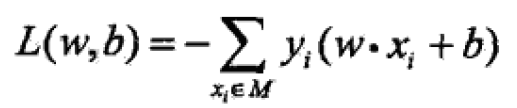 L(w,b) = -∑_{x_i∈M} y_i(w•x_i + b)